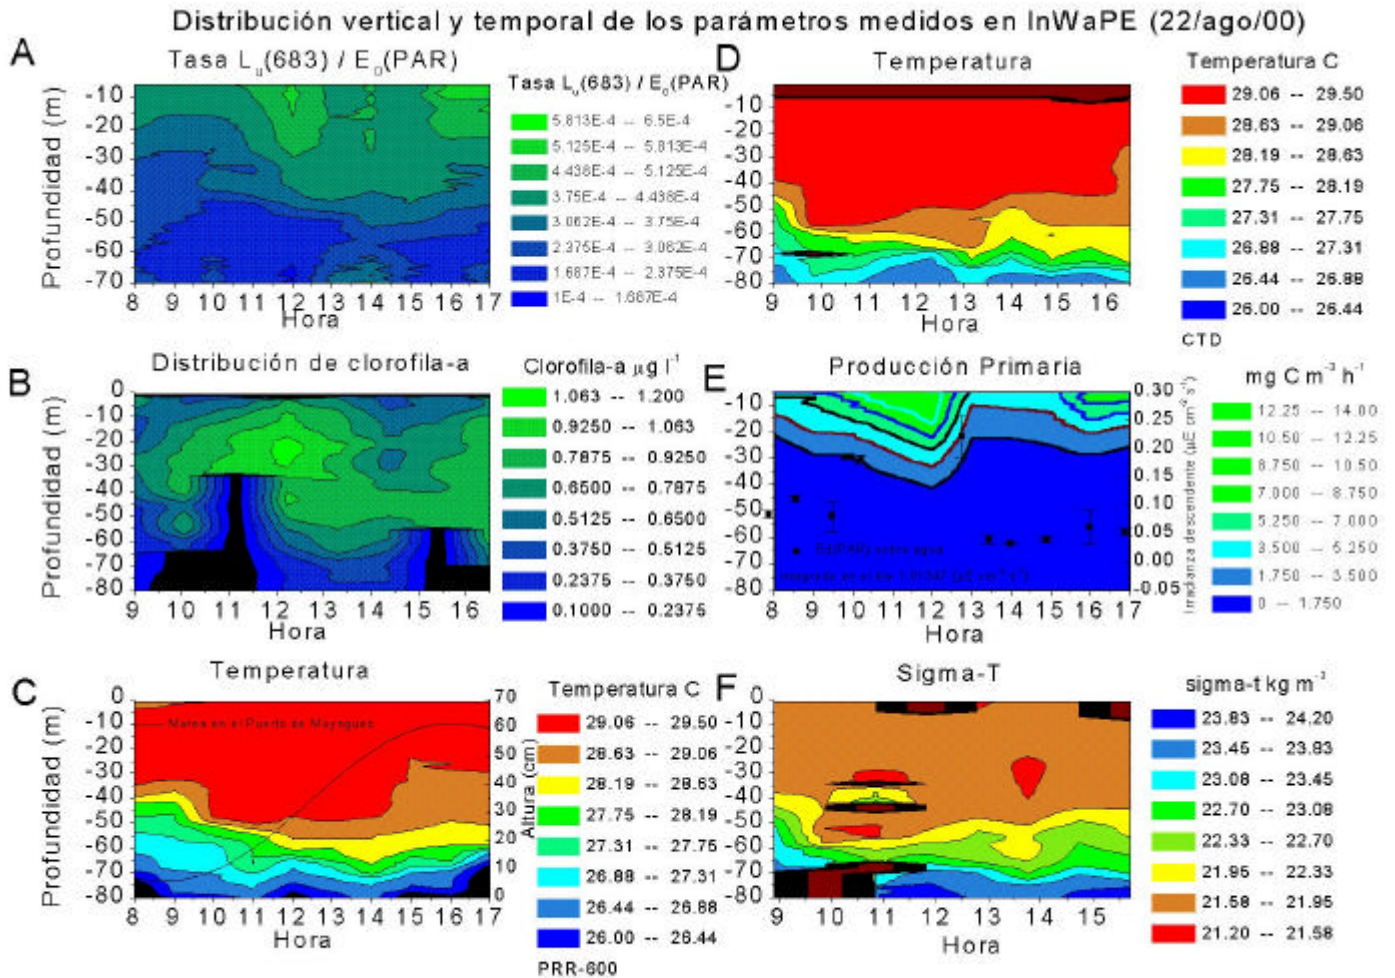 Distribución vertical y temporal de los parámetros medidos en InWaPE (22/ago/00)
A
Tasa Lu(683) / Eo(PAR)
Profundidad (m)
-10
-20
-30
-40
-50
-60
-70
8 9 10 11 12 13 14 15 16 17
Hora
Tasa Lu(683) / Eo(PAR)
5.813E-4 -- 6.5E-4
5.125E-4 -- 5.813E-4
4.438E-4 -- 5.125E-4
3.75E-4 -- 4.438E-4
3.062E-4 -- 3.75E-4
2.375E-4 -- 3.062E-4
1.687E-4 -- 2.375E-4
1E-4 -- 1.687E-4
D
Temperatura
-10
-20
-30
-40
-50
-60
-70
-80
9 10 11 12 13 14 15 16
Hora
Temperatura C
29.06 -- 29.50
28.63 -- 29.06
28.19 -- 28.63
27.75 -- 28.19
27.31 -- 27.75
26.88 -- 27.31
26.44 -- 26.88
26.00 -- 26.44
CTD
B
Distribución de clorofila-a
Profundidad (m)
0
-10
-20
-30
-40
-50
-60
-70
-80
9 10 11 12 13 14 15 16
Hora
Clorofila-a µg l-1
1.063 -- 1.200
0.9250 -- 1.063
0.7875 -- 0.9250
0.6500 -- 0.7875
0.5125 -- 0.6500
0.3750 -- 0.5125
0.2375 -- 0.3750
0.1000 -- 0.2375
E
Producción Primaria
-10
-20
-30
-40
-50
-60
-70
-80
8 9 10 11 12 13 14 15 16 17
Hora
Ed(PAR) sobre agua
0.30
0.25
0.20
0.15
0.10
0.05
0.00
-0.05
Irradianza descendente (µE cm-2 s-1)
mg C m-3 h-1
12.25 -- 14.00
10.50 -- 12.25
8.750 -- 10.50
7.000 -- 8.750
5.250 -- 7.000
3.500 -- 5.250
1.750 -- 3.500
0 -- 1.750
C
Temperatura
Profundidad (m)
0
-10
-20
-30
-40
-50
-60
-70
-80
8 9 10 11 12 13 14 15 16 17
Hora
Marea en el Puerto de Mayaguez
70
60
50
40
30
20
10
0
Altura (cm)
Temperatura C
29.06 -- 29.50
28.63 -- 29.06
28.19 -- 28.63
27.75 -- 28.19
27.31 -- 27.75
26.88 -- 27.31
26.44 -- 26.88
26.00 -- 26.44
PRR-600
F
Sigma-T
0
-10
-20
-30
-40
-50
-60
-70
-80
9 10 11 12 13 14 15
Hora
sigma-t kg m-3
23.83 -- 24.20
23.45 -- 23.83
23.08 -- 23.45
22.70 -- 23.08
22.33 -- 22.70
21.95 -- 22.33
21.58 -- 21.95
21.20 -- 21.58